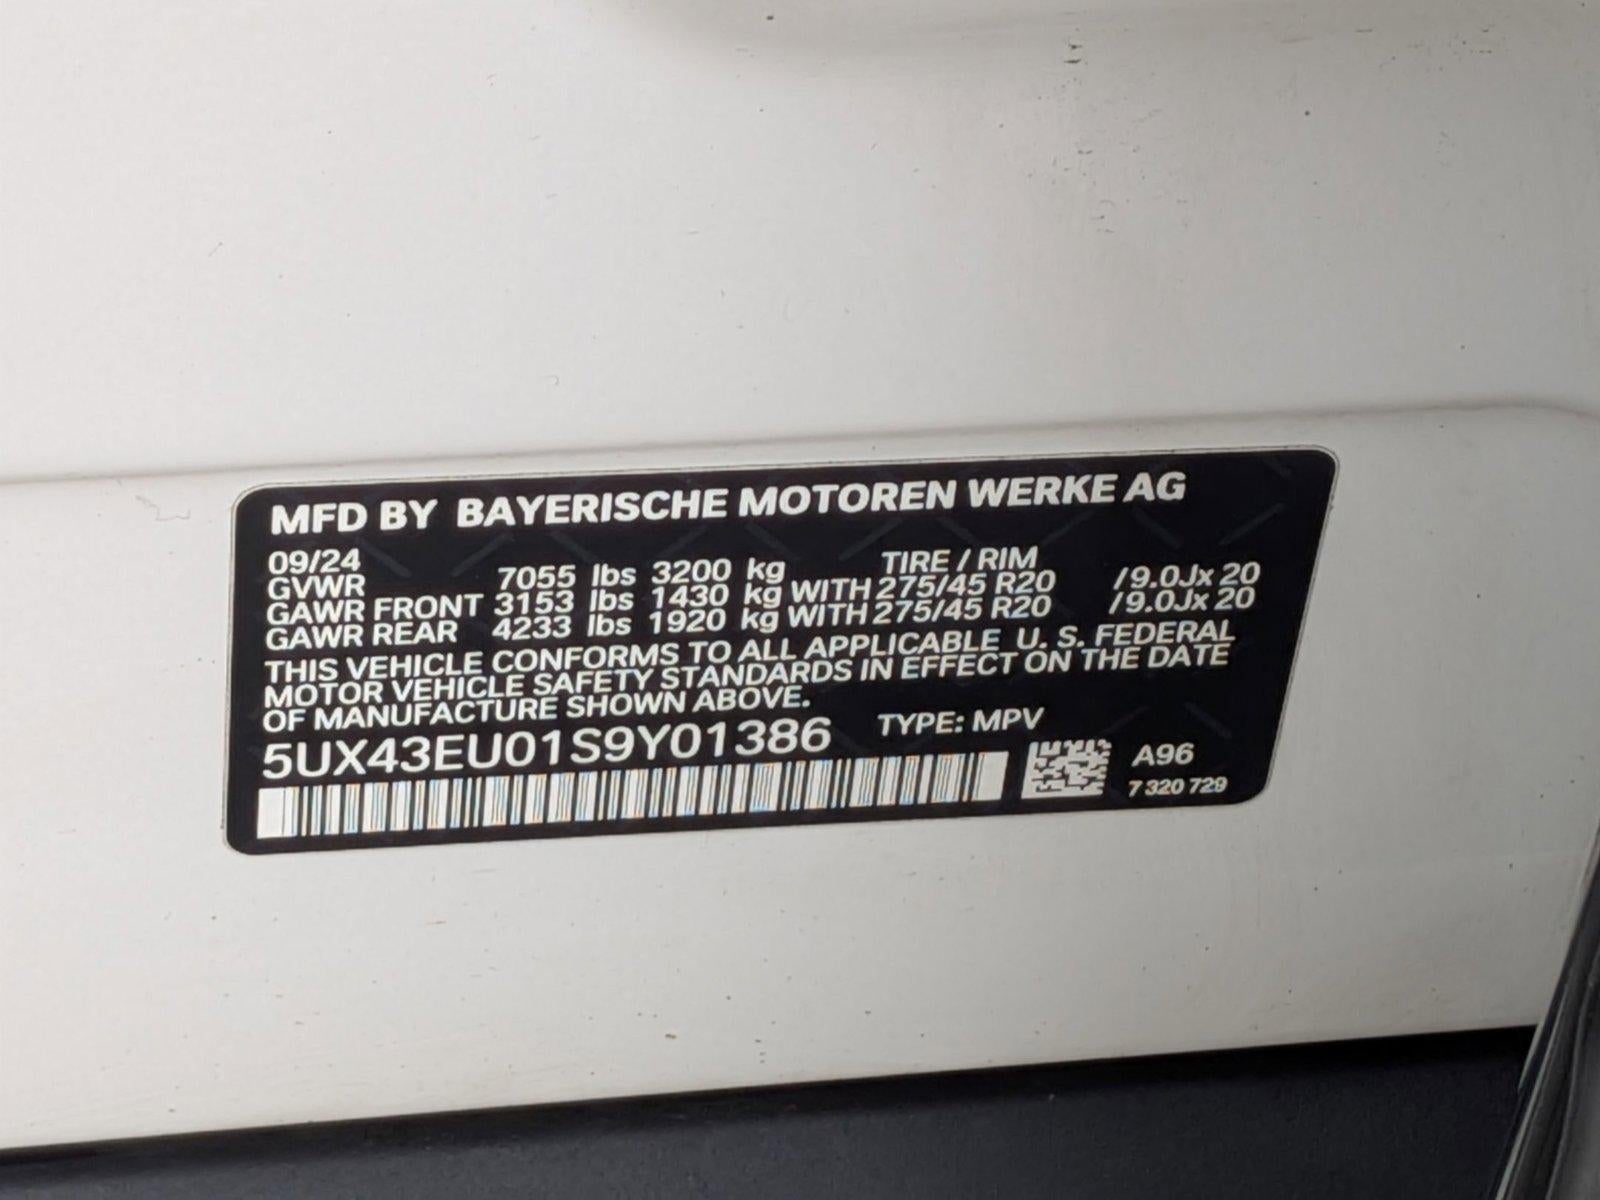 MFD BY BAYERISCHE MOTOREN WERKE AG
09/24 TIRE / RIM
GVWR 7055 lbs 3200 kg
GAWR FRONT 3153 lbs 1430 kg WITH 275/45 R20 /9.0Jx 20
GAWR REAR 4233 lbs 1920 kg WITH 275/45 R20 /9.0Jx 20
THIS VEHICLE CONFORMS TO ALL APPLICABLE U. S. FEDERAL
MOTOR VEHICLE SAFETY STANDARDS IN EFFECT ON THE DATE
OF MANUFACTURE SHOWN ABOVE.
5UX43EU01S9Y01386 TYPE: MPV
A96
7 320 729